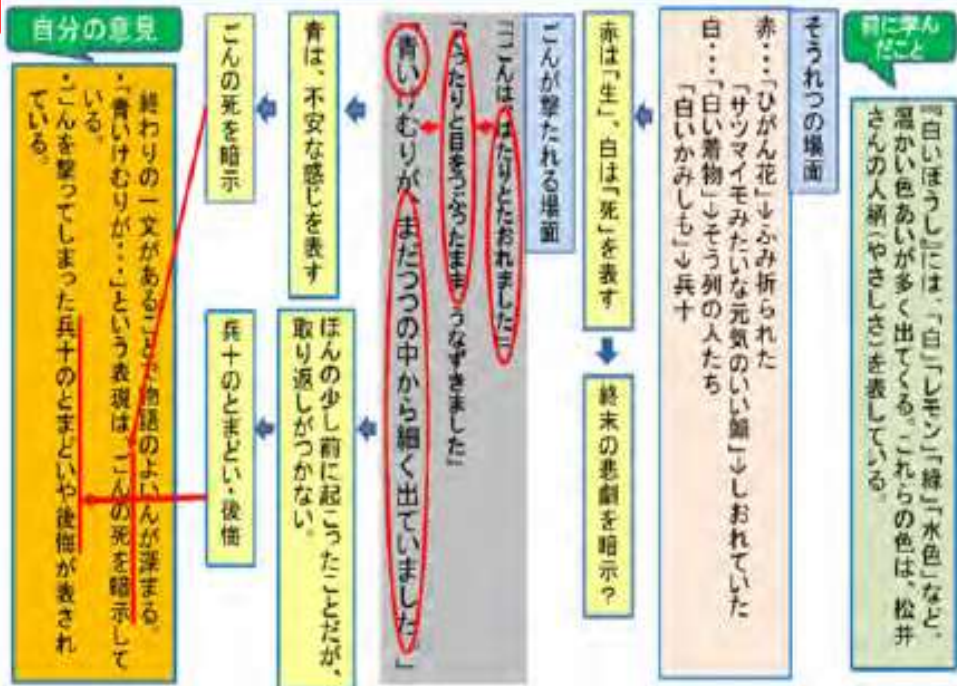 前に学ん
だこと
『白いぼうし』には、「白」「レモン」「緑」「水色」など、
温かい色あいが多く出てくる。これらの色は、松井
さんの人柄(やさしさ)を表している。
そうれつの場面
赤・・・「ひがん花」→ふみ折られた
「サツマイモみたいな元気のいい顔」→しおれていた
白・・・「白い着物」→そう列の人たち
「白いかみしも」→兵十
赤は「生」、白は「死」を表す
終末の悲劇を暗示？
ごんが撃たれる場面
「ごんは、ばたりとたおれました」
「ぐったりと目をつぶったまま、うなずきました」
「青いけむりが、まだつつの中から細く出ていました。」
青は、不安な感じを表す
ほんの少し前に起こったことだが、
取り返しがつかない。
ごんの死を暗示
兵十のとまどい・後悔
自分の意見
終わりの一文があることで物語のよいんが深まる。
・「青いけむりが・・・」という表現は、ごんの死を暗示して
いる。
・ごんを撃ってしまった兵十のとまどいや後悔が表され
ている。